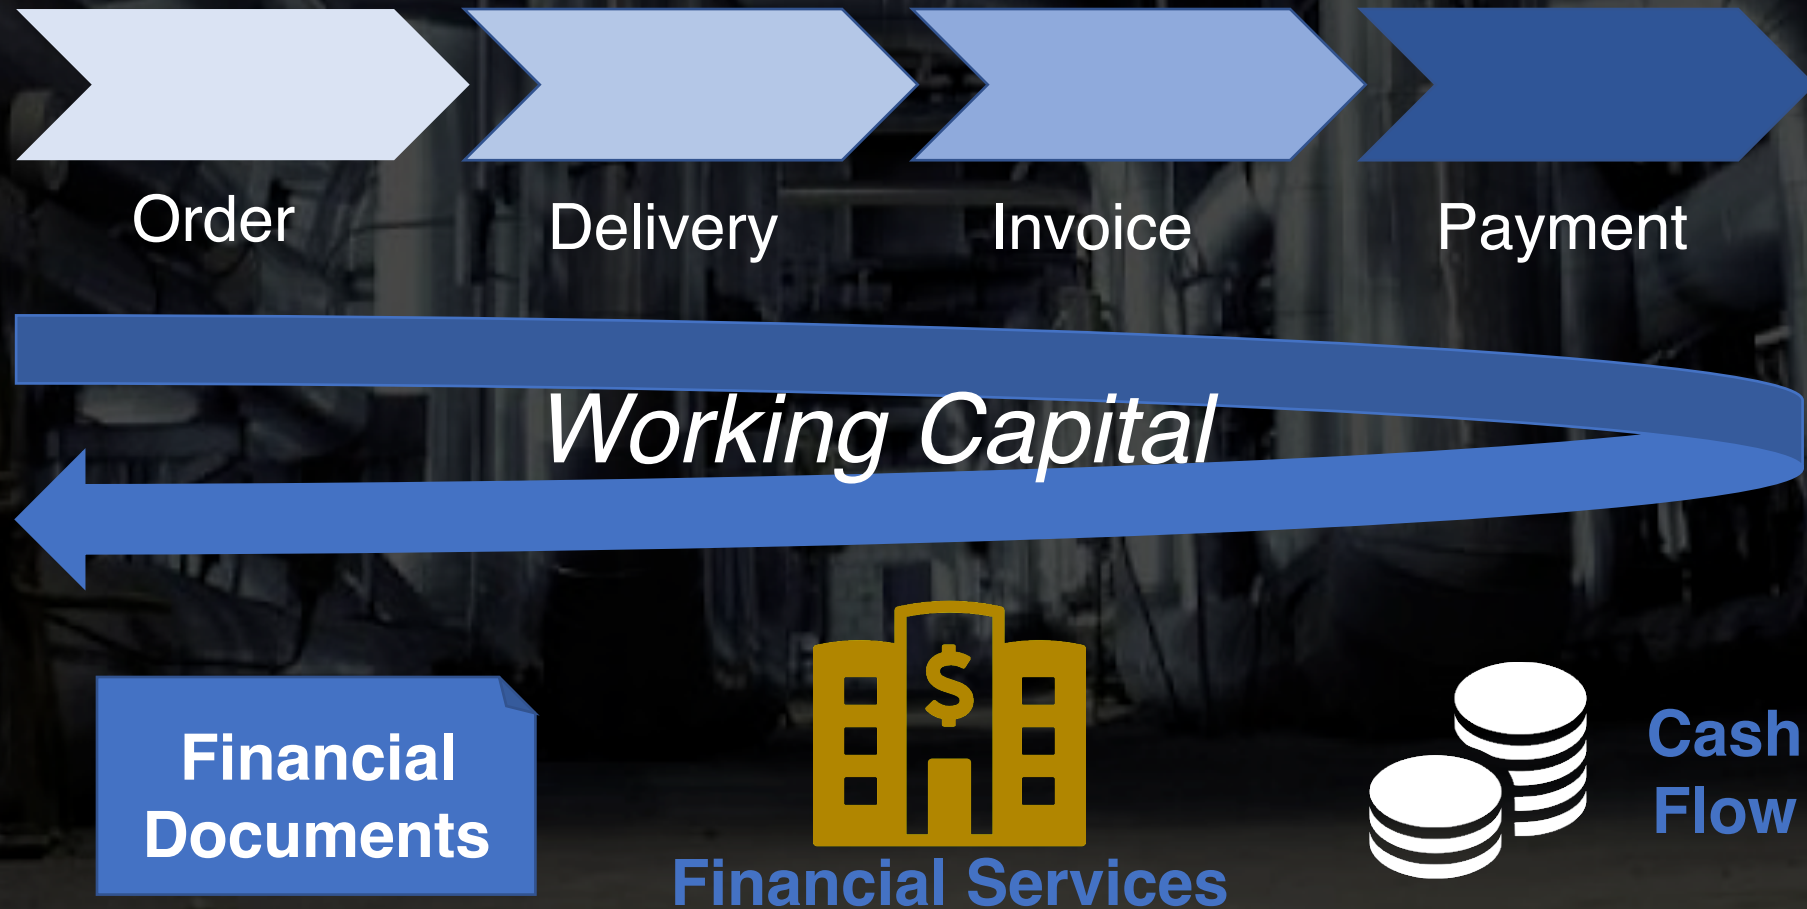 Order
Delivery
Invoice
Payment
Working Capital
$
Financial
Documents
Financial Services
Cash
Flow